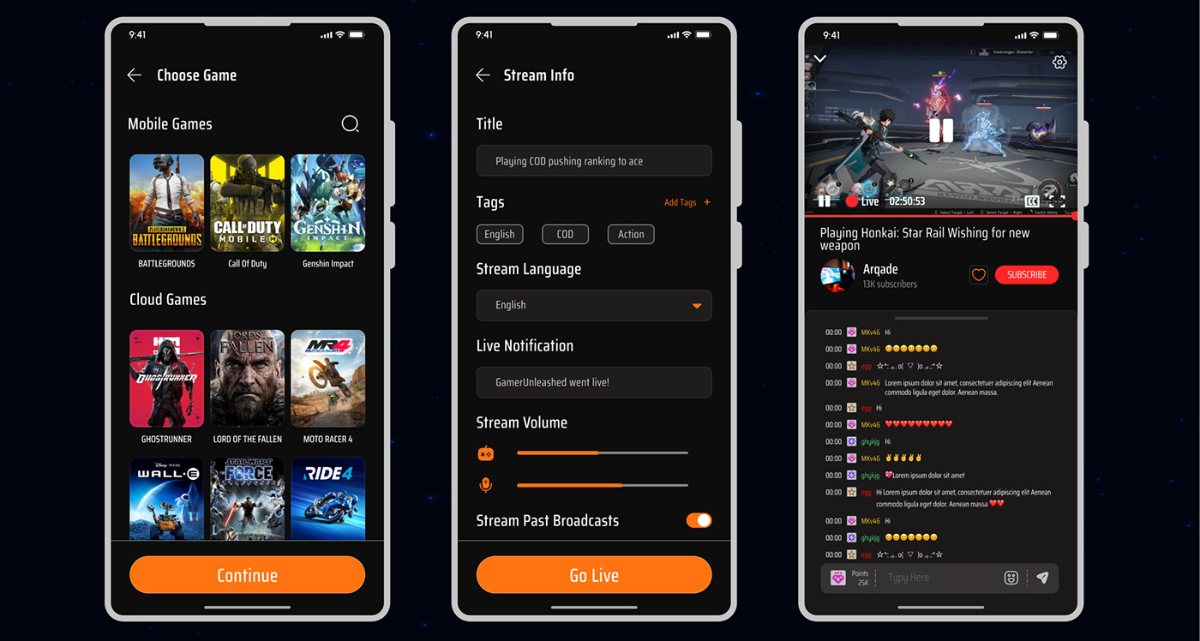 9:41
Choose Game
Mobile Games
BATTLEGROUNDS
CALL OF DUTY
MOBILE
GENSHIN
IMPACT
BATTLEGROUNDS
Call Of Duty
Genshin Impact
Cloud Games
GHOSTRUNNER
LORDS
FALLEN
MR4
GHOSTRUNNER
LORD OF THE FALLEN
MOTO RACER 4
WALL·E
STAR WARS
FORCE
RIDE 4
Continue
9:41
Stream Info
Title
Playing COD pushing ranking to ace
Tags
Add Tags +
English
COD
Action
Stream Language
English
Live Notification
GamerUnleashed went live!
Stream Volume
Stream Past Broadcasts
Go Live
9:41
Live 02:50:53
Playing Honkai: Star Rail Wishing for new
weapon
Arqade
13K subscribers
SUBSCRIBE
00:00 MKv46 Hi
00:00 MKv46 😀😀😀😀😀😀😀
00:00 egg ☆*: .｡. o( ▽ )o .｡.:*☆
00:00 MKv46 Lorem ipsum dolor sit amet, consectetuer adipiscing elit Aenean
commodo ligula eget dolor. Aenean massa.
00:00 egg Hi
00:00 MKv46 ❤️❤️❤️❤️❤️❤️❤️❤️❤️
00:00 ghykjg Hi
00:00 MKv46 ✌️✌️✌️✌️✌️
00:00 ghykjg 💖Lorem ipsum dolor sit amet
00:00 egg Hi Lorem ipsum dolor sit amet, consectetuer adipiscing elit Aenean
commodo ligula eget dolor. Aenean massa ❤️❤️
00:00 MKv46 Hi
00:00 ghykjg 😀😀😀😀😀😀😀
00:00 egg ☆*: .｡. o( ▽ )o .｡.:*☆
Points
25K
Typy Here